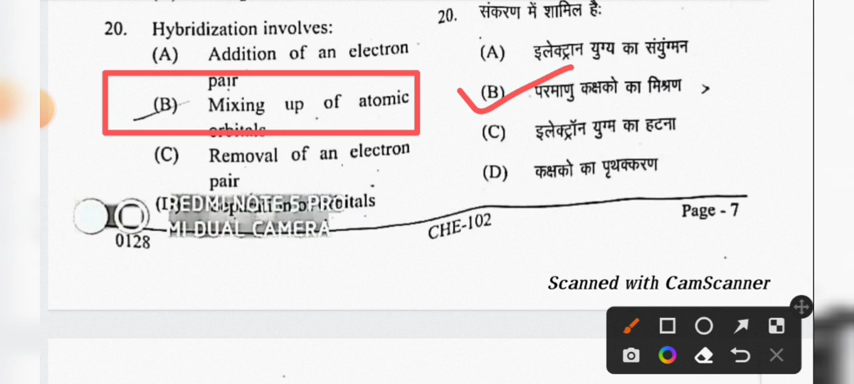 20. Hybridization involves:
(A) Addition of an electron
pair
(B) Mixing up of atomic
orbitals
(C) Removal of an electron
pair
orbitals
REDMI NOTE 5 PRO
MI DUAL CAMERA
0128
20. संकरण में शामिल है:
(A) इलेक्ट्रान युग्य का संयुंग्मन
(B) परमाणु कक्षको का मिश्रण
(C) इलेक्ट्रॉन युग्म का हटना
(D) कक्षको का पृथक्करण
CHE-102
Page - 7
Scanned with CamScanner